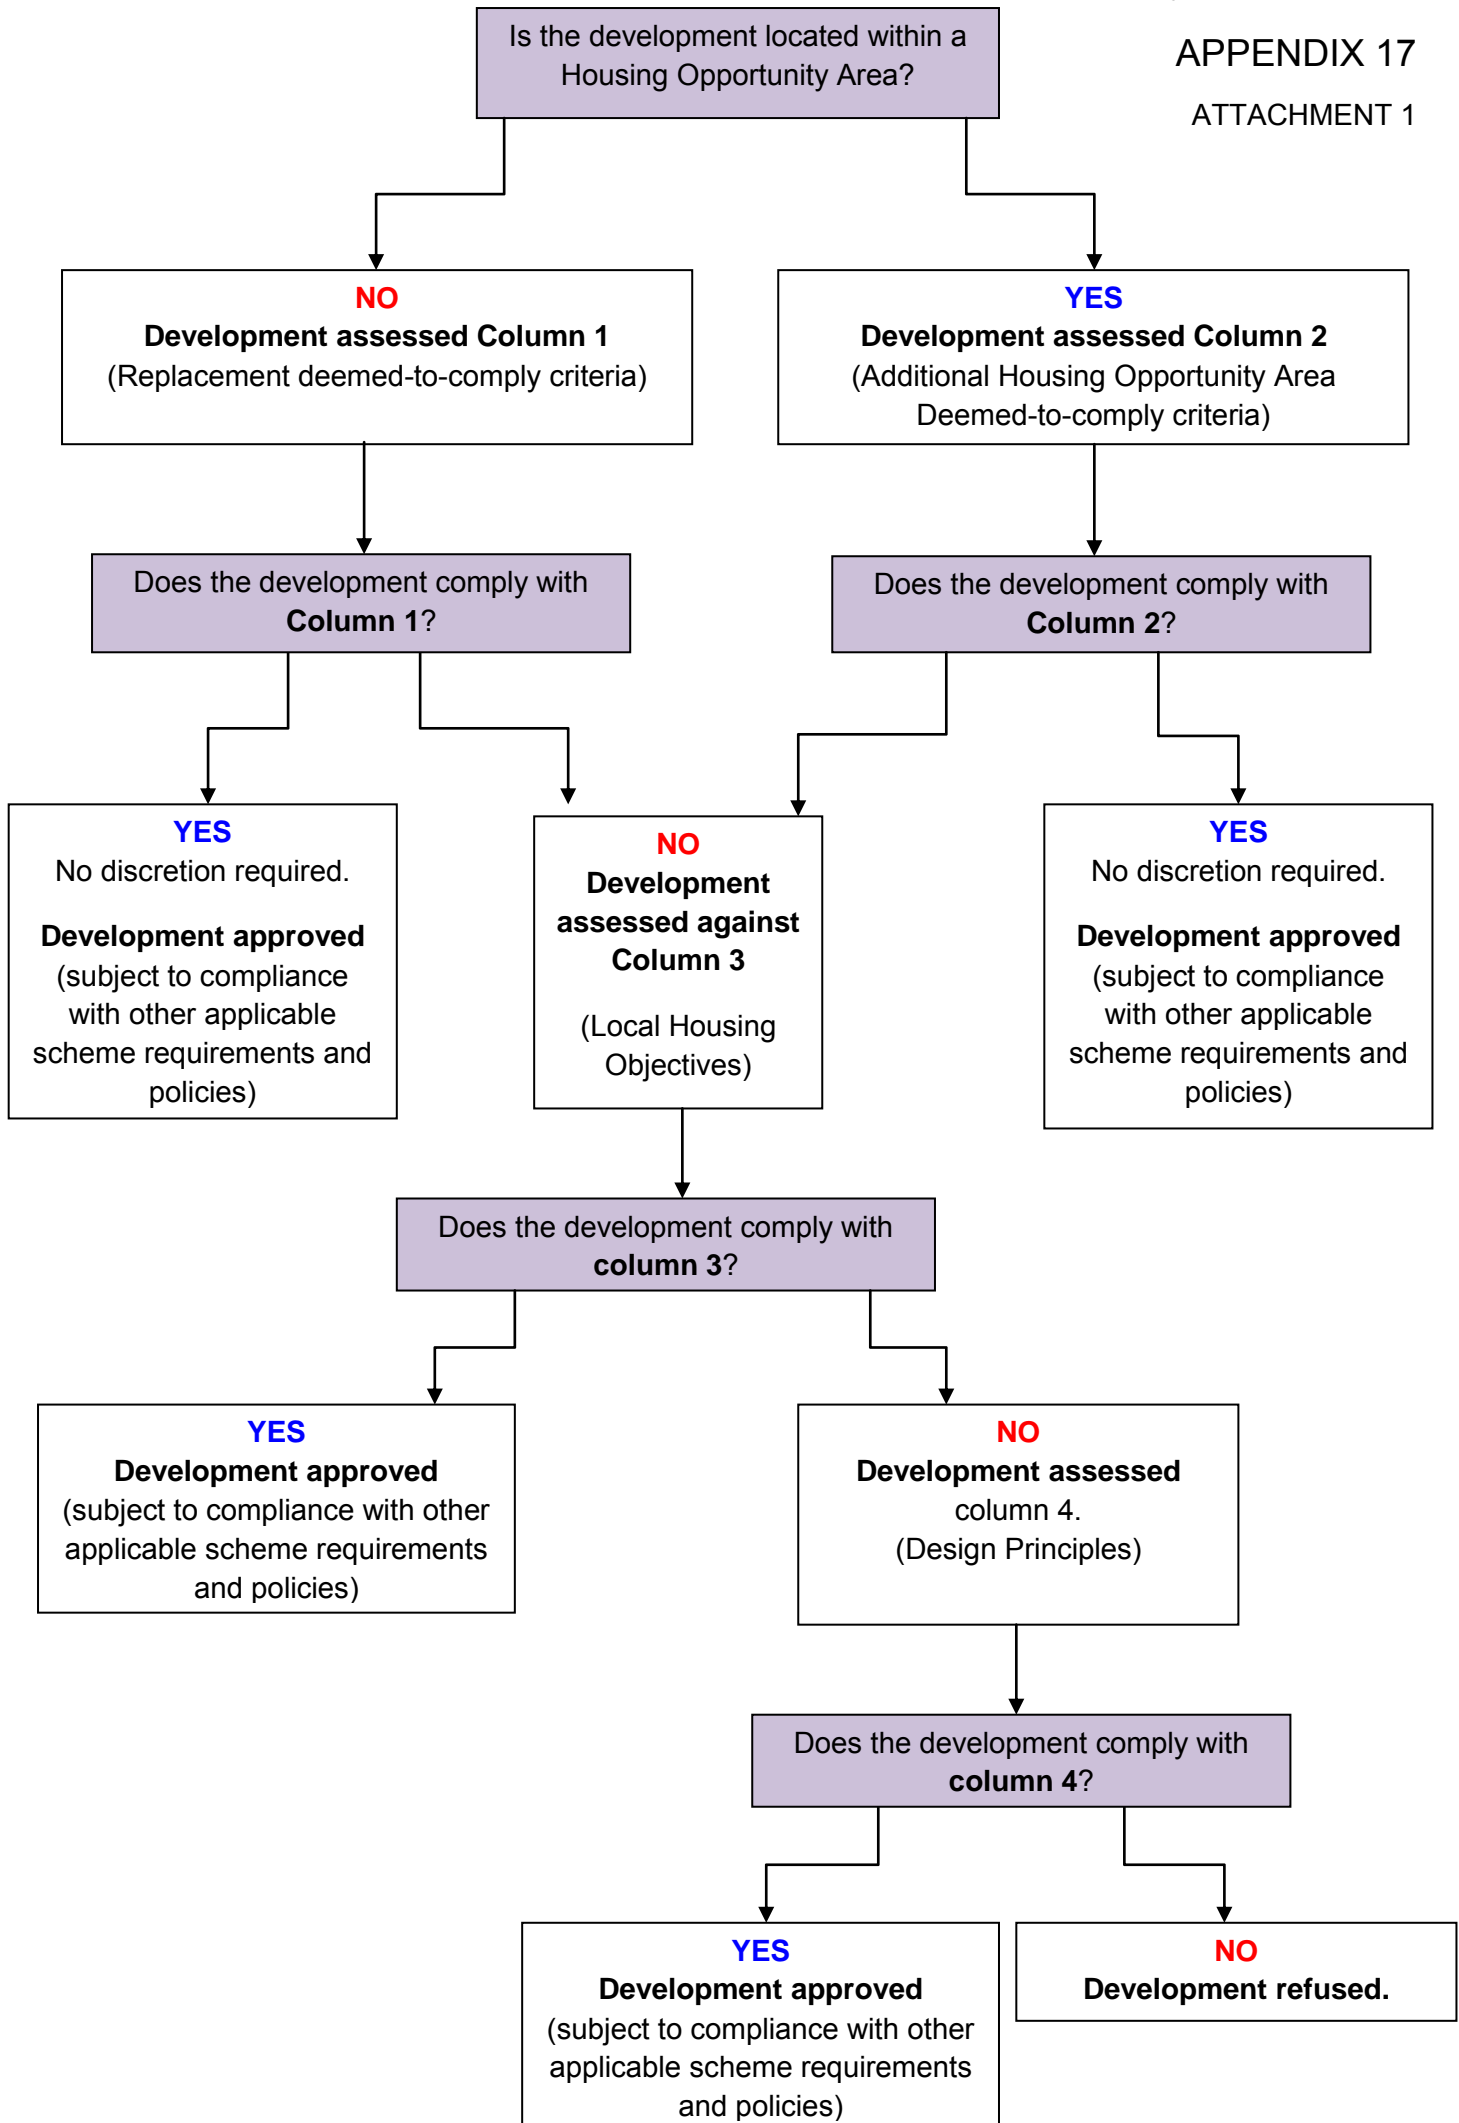 APPENDIX 17
ATTACHMENT 1
Is the development located within a
Housing Opportunity Area?
NO
Development assessed Column 1
(Replacement deemed-to-comply criteria)
YES
Development assessed Column 2
(Additional Housing Opportunity Area
Deemed-to-comply criteria)
Does the development comply with
Column 1?
Does the development comply with
Column 2?
YES
No discretion required.
Development approved
(subject to compliance
with other applicable
scheme requirements and
policies)
NO
Development
assessed against
Column 3
(Local Housing
Objectives)
YES
No discretion required.
Development approved
(subject to compliance
with other applicable
scheme requirements and
policies)
Does the development comply with
column 3?
YES
Development approved
(subject to compliance with other
applicable scheme requirements
and policies)
NO
Development assessed
column 4.
(Design Principles)
Does the development comply with
column 4?
YES
Development approved
(subject to compliance with other
applicable scheme requirements
and policies)
NO
Development refused.